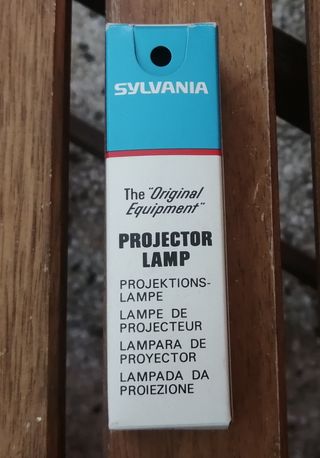 SYLVANIA
The "Original
Equipment"
PROJECTOR
LAMP
PROJEKTIONS-
LAMPE
LAMPE DE
PROJECTEUR
LAMPARA DE
PROYECTOR
LAMPADA DA
PROIEZIONE